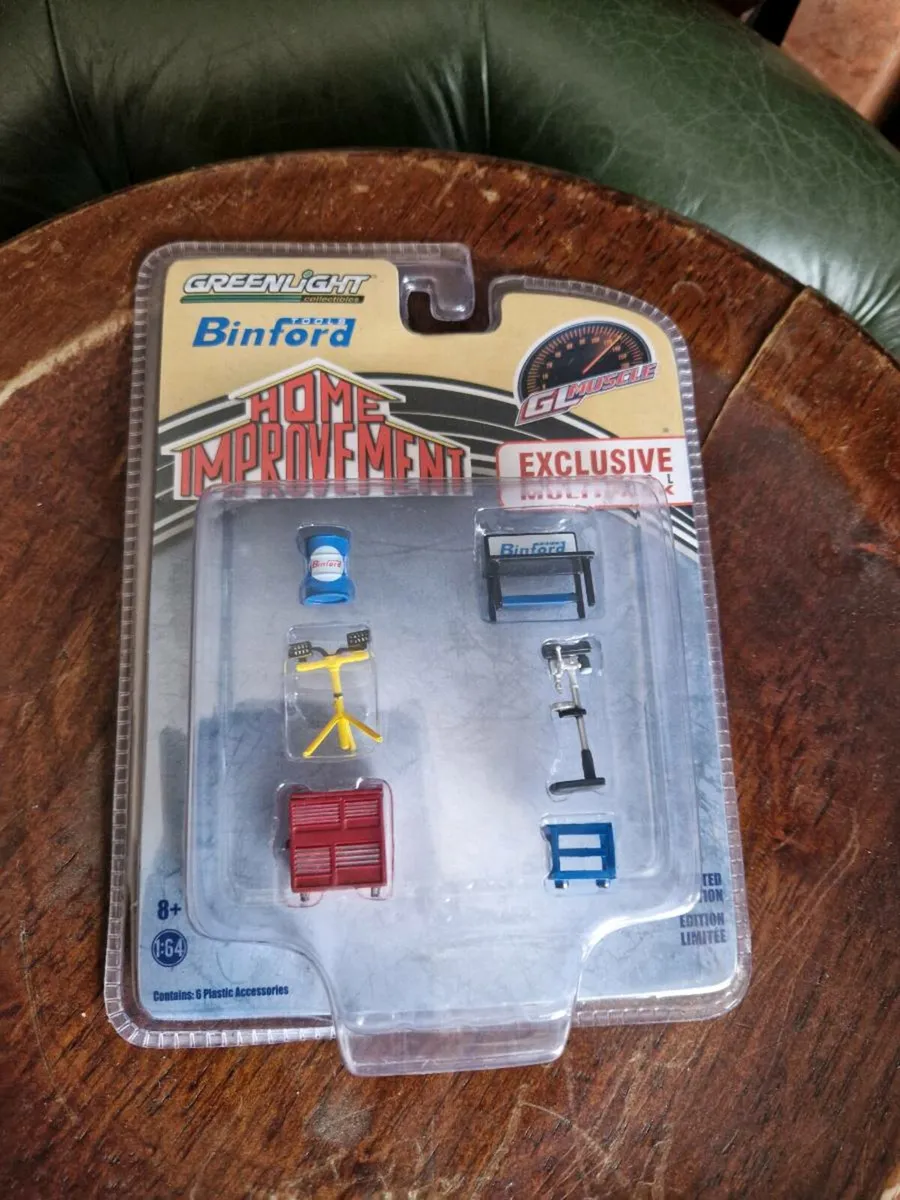 GREENLIGHT
collectibles
TOOLS
Binford
HOME
IMPROVEMENT
GL MUSCLE
EXCLUSIVE
Binford
Binford
8+
1:64
EDITION
LIMITÉE
Contains: 6 Plastic Accessories